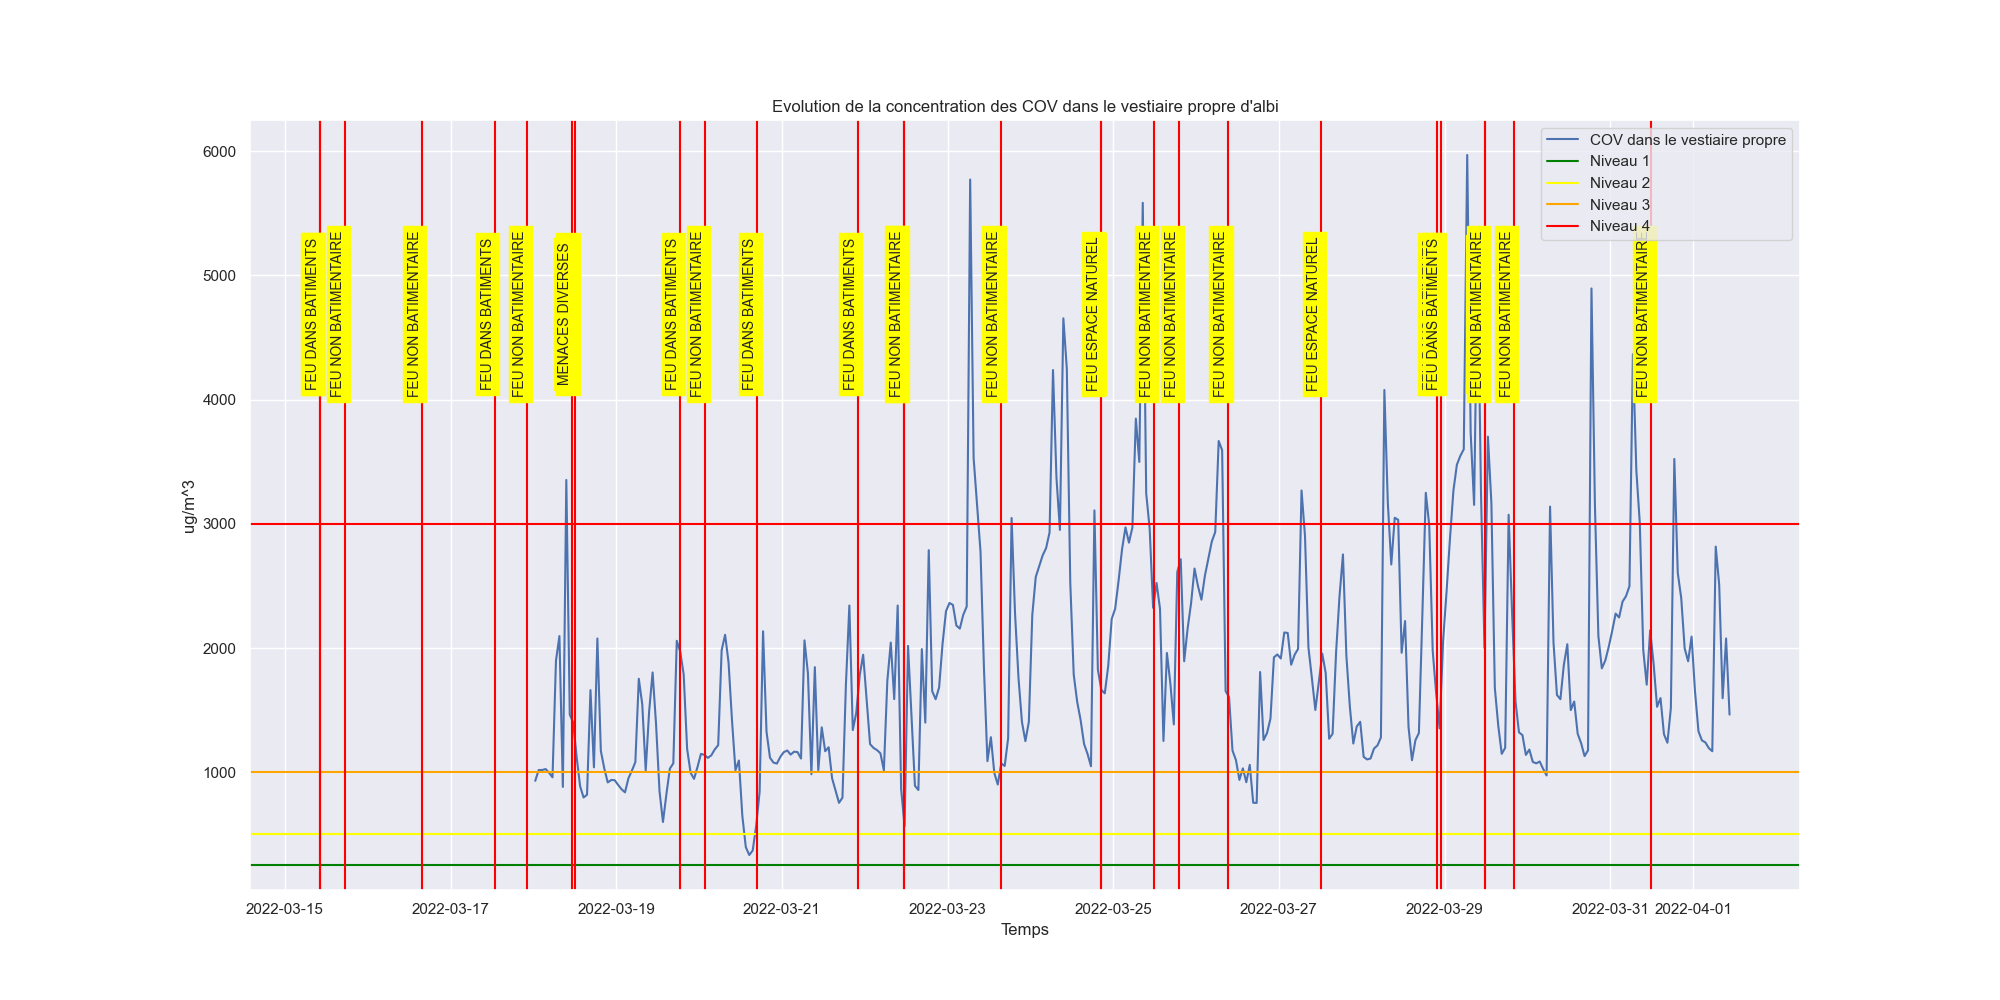 Evolution de la concentration des COV dans le vestiaire propre d'albi
COV dans le vestiaire propre
Niveau 1
Niveau 2
Niveau 3
Niveau 4
ug/m^3
6000
5000
4000
3000
2000
1000
FEU DANS BATIMENTS
FEU NON BATIMENTAIRE
FEU NON BATIMENTAIRE
FEU DANS BATIMENTS
FEU NON BATIMENTAIRE
MENACES DIVERSES
FEU DANS BATIMENTS
FEU NON BATIMENTAIRE
FEU DANS BATIMENTS
FEU DANS BATIMENTS
FEU NON BATIMENTAIRE
FEU NON BATIMENTAIRE
FEU ESPACE NATUREL
FEU NON BATIMENTAIRE
FEU NON BATIMENTAIRE
FEU NON BATIMENTAIRE
FEU ESPACE NATUREL
FEU DANS BATIMENTS
FEU NON BATIMENTAIRE
FEU NON BATIMENTAIRE
FEU NON BATIMENTAIRE
2022-03-15
2022-03-17
2022-03-19
2022-03-21
2022-03-23
2022-03-25
2022-03-27
2022-03-29
2022-03-31
2022-04-01
Temps